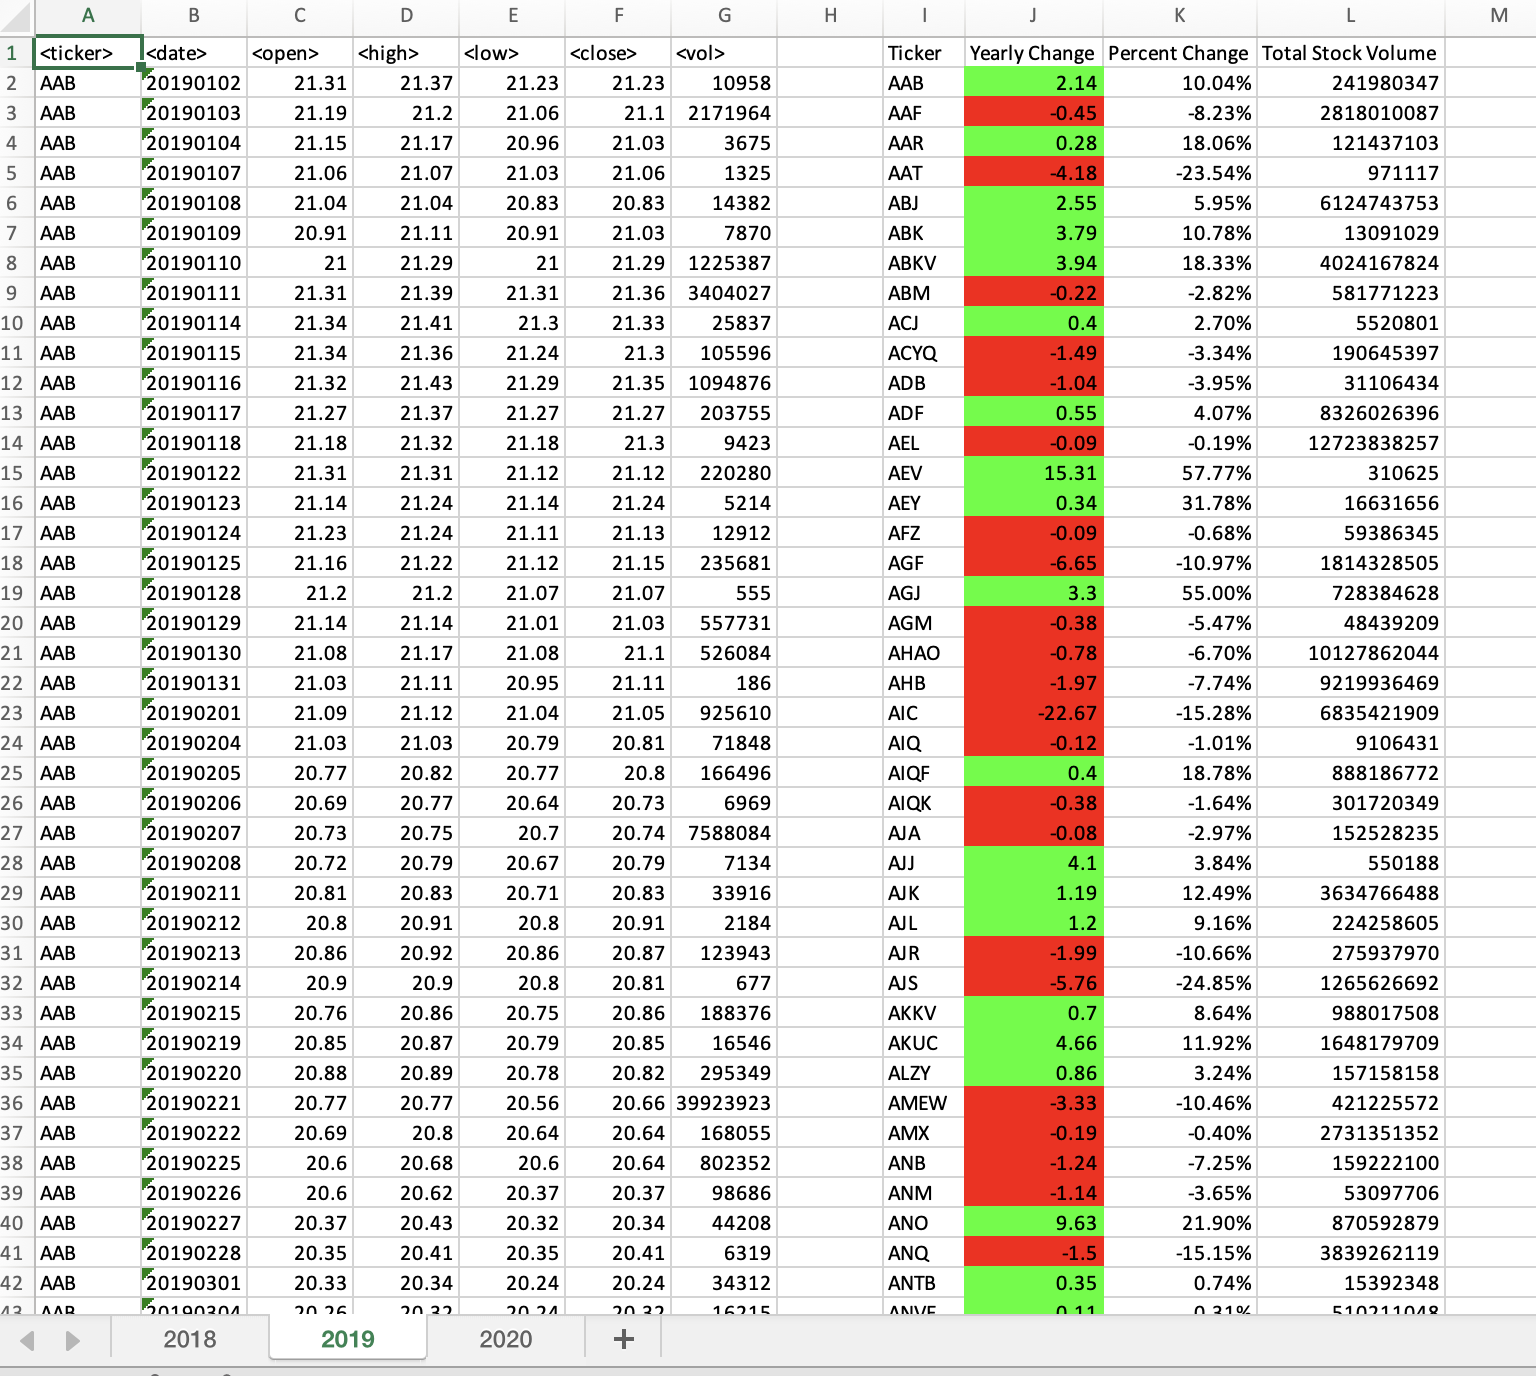 A B C D E F G H I J K L M
1 <ticker> <date> <open> <high> <low> <close> <vol> Ticker Yearly Change Percent Change Total Stock Volume
2 AAB 20190102 21.31 21.37 21.23 21.23 10958 AAB 2.14 10.04% 241980347
3 AAB 20190103 21.19 21.2 21.06 21.1 2171964 AAF -0.45 -8.23% 2818010087
4 AAB 20190104 21.15 21.17 20.96 21.03 3675 AAR 0.28 18.06% 121437103
5 AAB 20190107 21.06 21.07 21.03 21.06 1325 AAT -4.18 -23.54% 971117
6 AAB 20190108 21.04 21.04 20.83 20.83 14382 ABJ 2.55 5.95% 6124743753
7 AAB 20190109 20.91 21.11 20.91 21.03 7870 ABK 3.79 10.78% 13091029
8 AAB 20190110 21 21.29 21 21.29 1225387 ABKV 3.94 18.33% 4024167824
9 AAB 20190111 21.31 21.39 21.31 21.36 3404027 ABM -0.22 -2.82% 581771223
10 AAB 20190114 21.34 21.41 21.3 21.33 25837 ACJ 0.4 2.70% 5520801
11 AAB 20190115 21.34 21.36 21.24 21.3 105596 ACYQ -1.49 -3.34% 190645397
12 AAB 20190116 21.32 21.43 21.29 21.35 1094876 ADB -1.04 -3.95% 31106434
13 AAB 20190117 21.27 21.37 21.27 21.27 203755 ADF 0.55 4.07% 8326026396
14 AAB 20190118 21.18 21.32 21.18 21.3 9423 AEL -0.09 -0.19% 12723838257
15 AAB 20190122 21.31 21.31 21.12 21.12 220280 AEV 15.31 57.77% 310625
16 AAB 20190123 21.14 21.24 21.14 21.24 5214 AEY 0.34 31.78% 16631656
17 AAB 20190124 21.23 21.24 21.11 21.13 12912 AFZ -0.09 -0.68% 59386345
18 AAB 20190125 21.16 21.22 21.12 21.15 235681 AGF -6.65 -10.97% 1814328505
19 AAB 20190128 21.2 21.2 21.07 21.07 555 AGJ 3.3 55.00% 728384628
20 AAB 20190129 21.14 21.14 21.01 21.03 557731 AGM -0.38 -5.47% 48439209
21 AAB 20190130 21.08 21.17 21.08 21.1 526084 AHAO -0.78 -6.70% 10127862044
22 AAB 20190131 21.03 21.11 20.95 21.11 186 AHB -1.97 -7.74% 9219936469
23 AAB 20190201 21.09 21.12 21.04 21.05 925610 AIC -22.67 -15.28% 6835421909
24 AAB 20190204 21.03 21.03 20.79 20.81 71848 AIQ -0.12 -1.01% 9106431
25 AAB 20190205 20.77 20.82 20.77 20.8 166496 AIQF 0.4 18.78% 888186772
26 AAB 20190206 20.69 20.77 20.64 20.73 6969 AIQK -0.38 -1.64% 301720349
27 AAB 20190207 20.73 20.75 20.7 20.74 7588084 AJA -0.08 -2.97% 152528235
28 AAB 20190208 20.72 20.79 20.67 20.79 7134 AJJ 4.1 3.84% 550188
29 AAB 20190211 20.81 20.83 20.71 20.83 33916 AJK 1.19 12.49% 3634766488
30 AAB 20190212 20.8 20.91 20.8 20.91 2184 AJL 1.2 9.16% 224258605
31 AAB 20190213 20.86 20.92 20.86 20.87 123943 AJR -1.99 -10.66% 275937970
32 AAB 20190214 20.9 20.9 20.8 20.81 677 AJS -5.76 -24.85% 1265626692
33 AAB 20190215 20.76 20.86 20.75 20.86 188376 AKKV 0.7 8.64% 988017508
34 AAB 20190219 20.85 20.87 20.79 20.85 16546 AKUC 4.66 11.92% 1648179709
35 AAB 20190220 20.88 20.89 20.78 20.82 295349 ALZY 0.86 3.24% 157158158
36 AAB 20190221 20.77 20.77 20.56 20.66 39923923 AMEW -3.33 -10.46% 421225572
37 AAB 20190222 20.69 20.8 20.64 20.64 168055 AMX -0.19 -0.40% 2731351352
38 AAB 20190225 20.6 20.68 20.6 20.64 802352 ANB -1.24 -7.25% 159222100
39 AAB 20190226 20.6 20.62 20.37 20.37 98686 ANM -1.14 -3.65% 53097706
40 AAB 20190227 20.37 20.43 20.32 20.34 44208 ANO 9.63 21.90% 870592879
41 AAB 20190228 20.35 20.41 20.35 20.41 6319 ANQ -1.5 -15.15% 3839262119
42 AAB 20190301 20.33 20.34 20.24 20.24 34312 ANTB 0.35 0.74% 15392348
43 AAB 20190304 20.26 20.32 20.24 20.32 16215 0.11 0.31% 510211048
2018 2019 2020 +